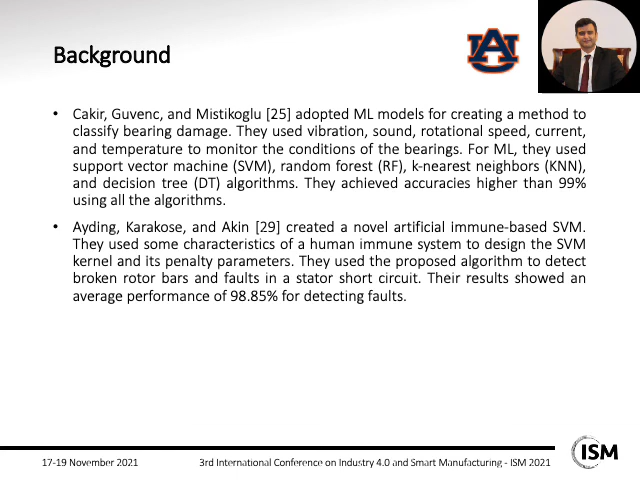 Background
• Cakir, Guvenc, and Mistikoglu [25] adopted ML models for creating a method to
classify bearing damage. They used vibration, sound, rotational speed, current,
and temperature to monitor the conditions of the bearings. For ML, they used
support vector machine (SVM), random forest (RF), k-nearest neighbors (KNN),
and decision tree (DT) algorithms. They achieved accuracies higher than 99%
using all the algorithms.
• Ayding, Karakose, and Akin [29] created a novel artificial immune-based SVM.
They used some characteristics of a human immune system to design the SVM
kernel and its penalty parameters. They used the proposed algorithm to detect
broken rotor bars and faults in a stator short circuit. Their results showed an
average performance of 98.85% for detecting faults.
17-19 November 2021
3rd International Conference on Industry 4.0 and Smart Manufacturing - ISM 2021
ISM
AU